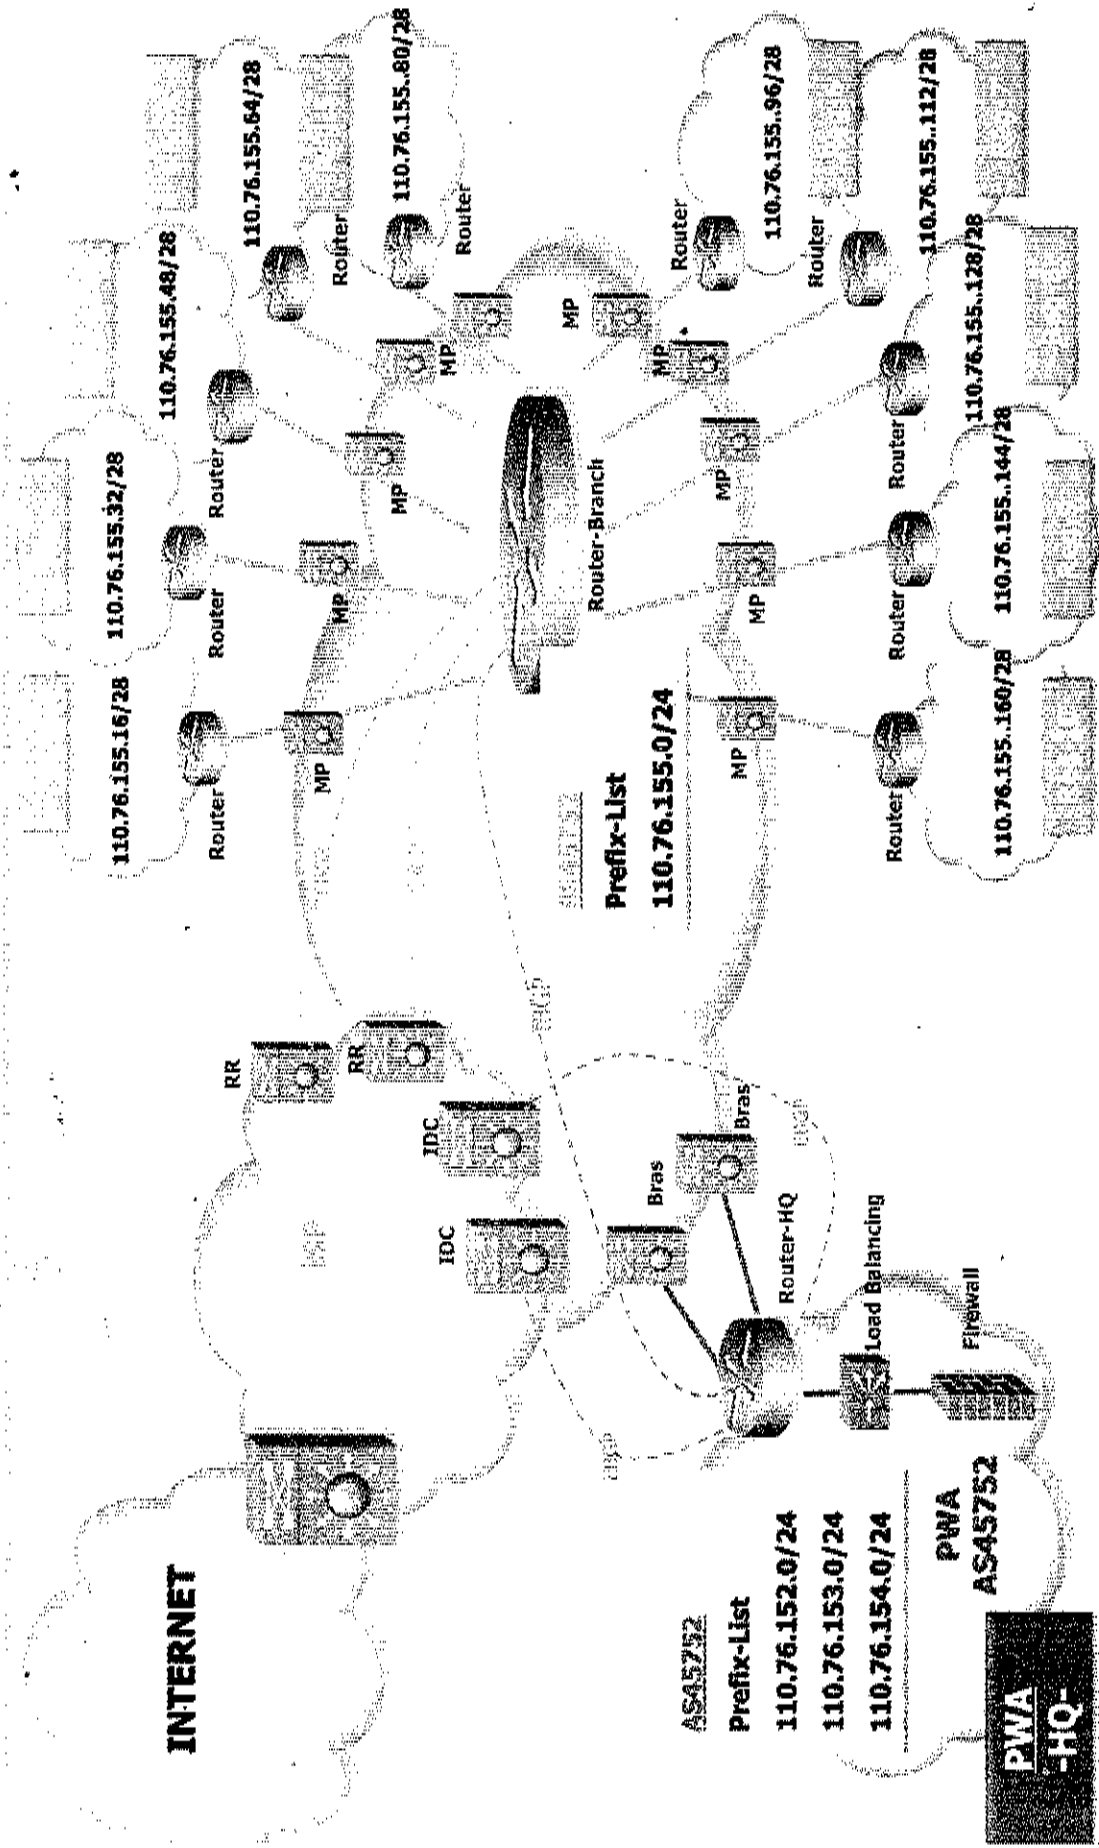 INTERNET
RR
RR
IDC
IDC
Bras
Bras
Router-HQ
Load Balancing
Firewall
AS45752
Prefix-List
110.76.152.0/24
110.76.153.0/24
110.76.154.0/24
PWA
AS45752
PWA
-HQ-
Prefix-List
110.76.155.0/24
Router-Branch
110.76.155.16/28
Router
MP
110.76.155.32/28
Router
MP
110.76.155.48/28
Router
MP
110.76.155.64/28
Router
MP
110.76.155.80/28
Router
MP
110.76.155..96/28
Router
MP
110.76.155..112/28
Router
MP
110.76.155..128/28
Router
MP
110.76.155..144/28
Router
MP
110.76.155..160/28
Router